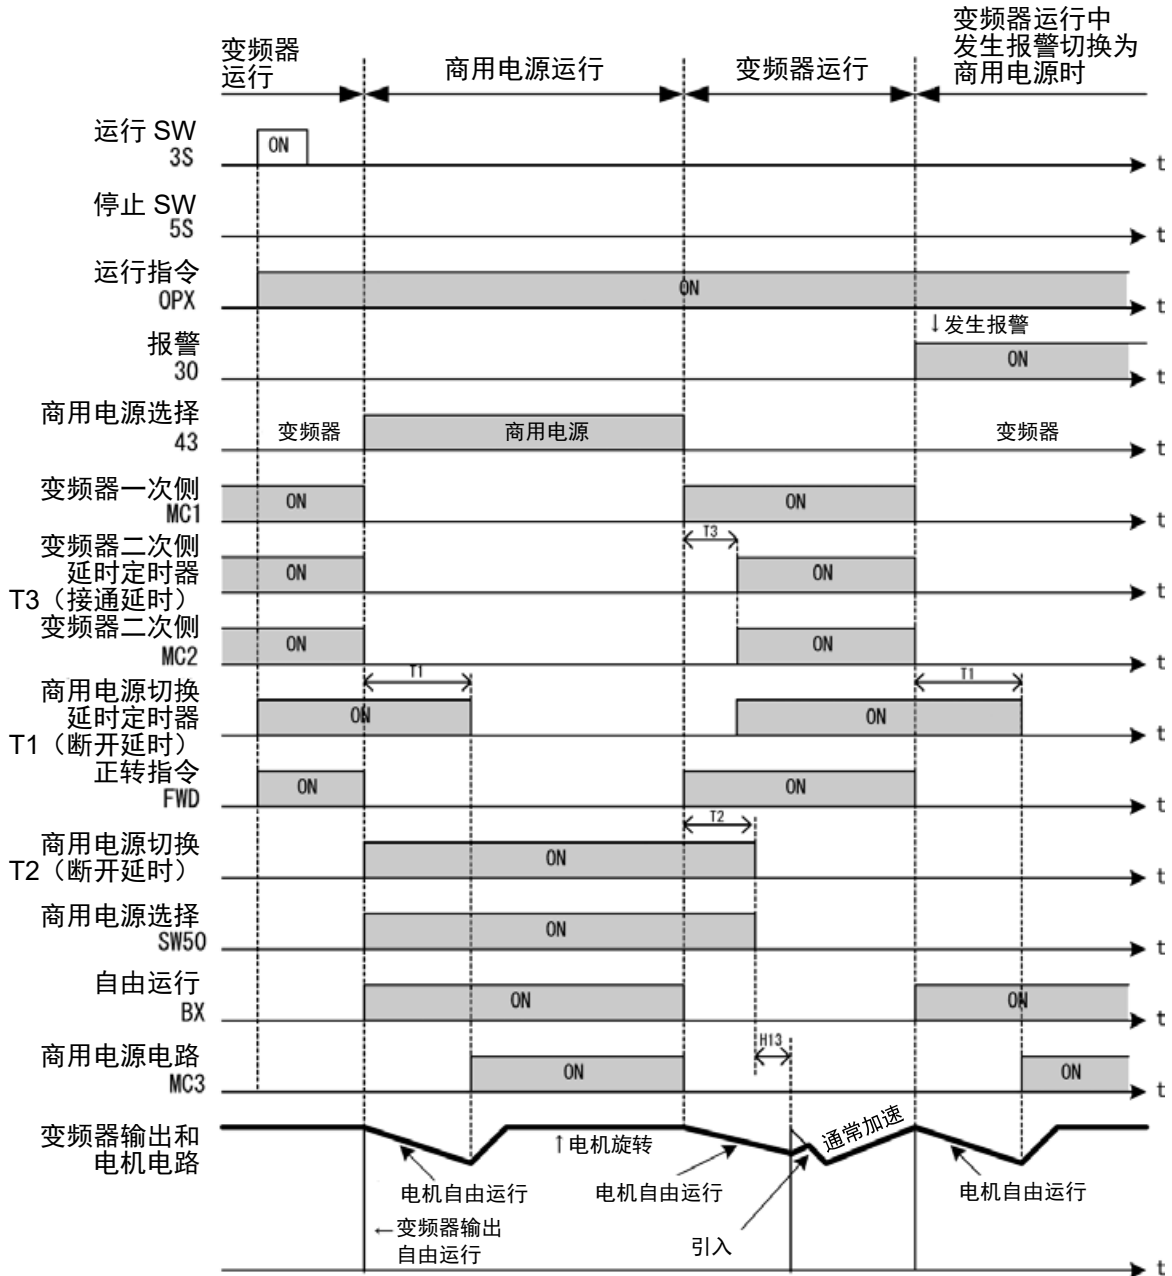 变频器
运行
商用电源运行
变频器运行
变频器运行中
发生报警切换为
商用电源时
运行 SW
3S
ON
t
停止 SW
5S
t
运行指令
OPX
ON
t
↓发生报警
报警
30
ON
t
商用电源选择
43
变频器
商用电源
变频器
t
变频器一次侧
MC1
ON
ON
t
变频器二次侧
延时定时器
T3（接通延时）
T3
ON
ON
t
变频器二次侧
MC2
ON
ON
t
商用电源切换
延时定时器
T1（断开延时）
T1
T1
ON
ON
t
正转指令
FWD
ON
ON
t
商用电源切换
T2（断开延时）
T2
ON
t
商用电源选择
SW50
ON
t
自由运行
BX
ON
ON
t
商用电源电路
MC3
H13
ON
ON
t
变频器输出和
电机电路
↑电机旋转
通常加速
电机自由运行
电机自由运行
电机自由运行
←变频器输出
自由运行
引入
t